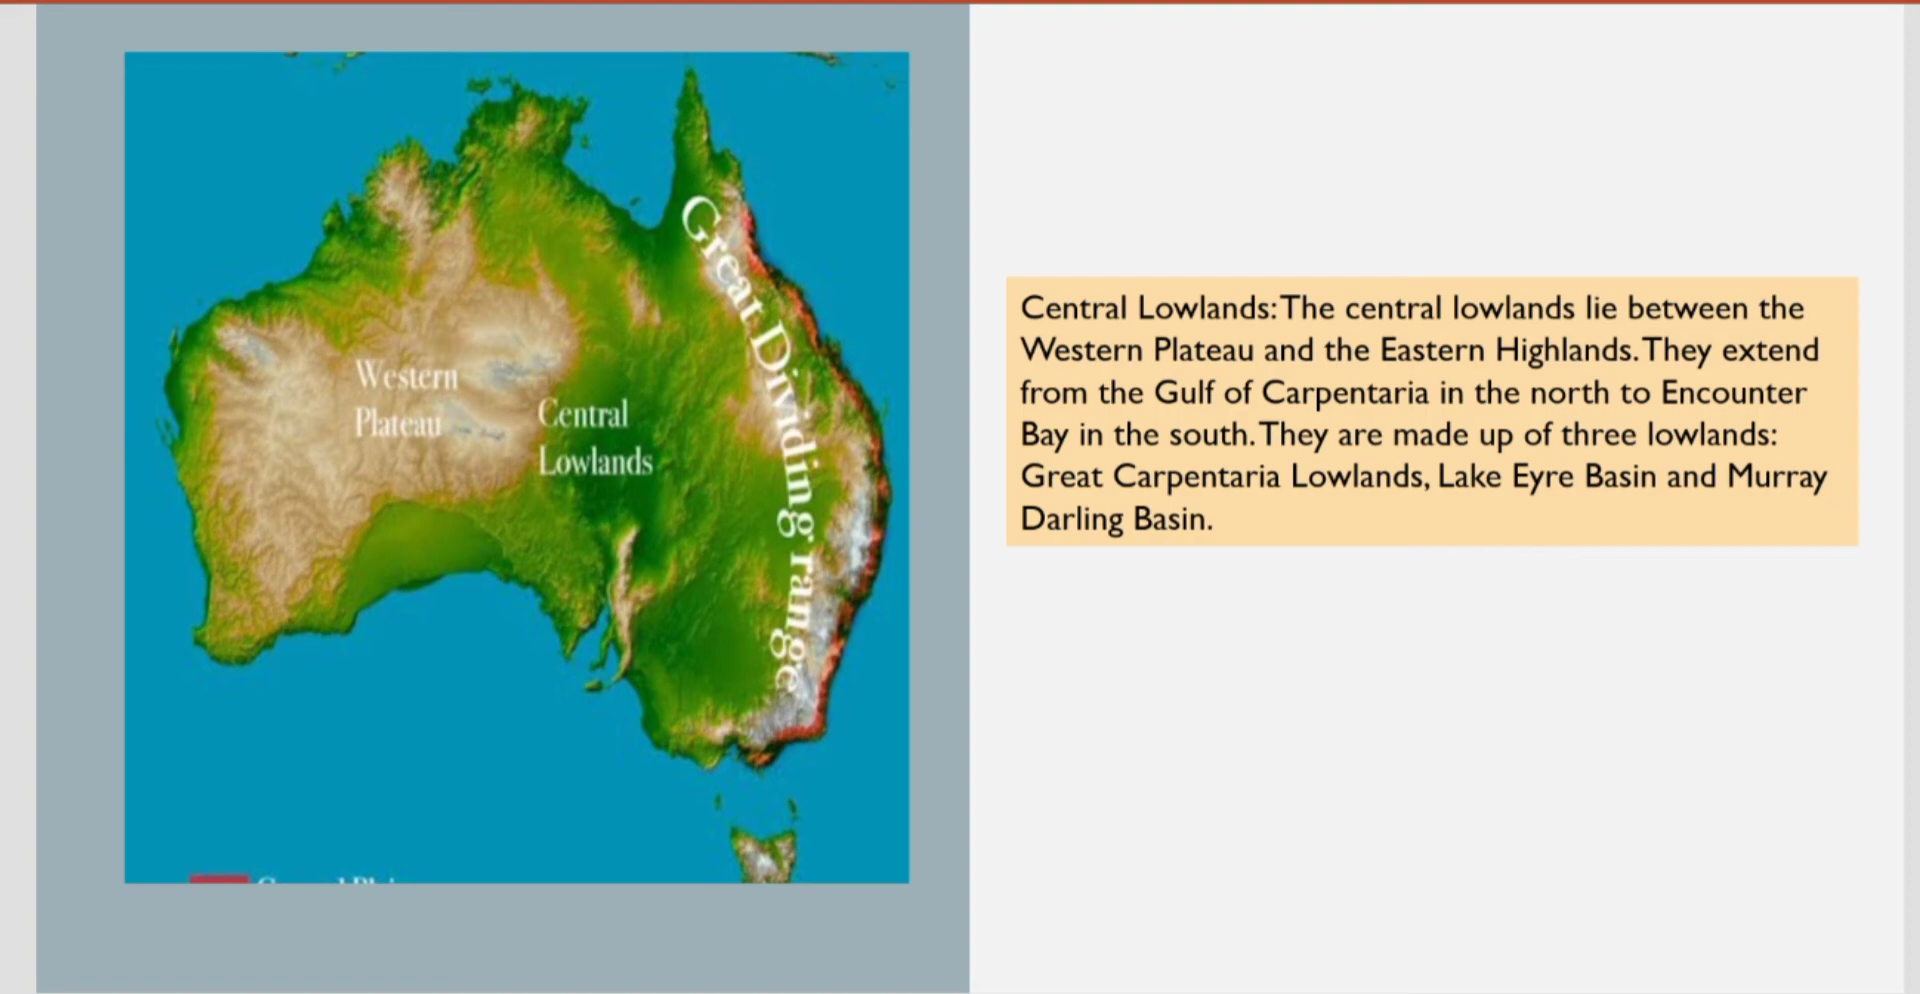 Great Dividing range
Western
Plateau
Central
Lowlands
Central Lowlands: The central lowlands lie between the
Western Plateau and the Eastern Highlands. They extend
from the Gulf of Carpentaria in the north to Encounter
Bay in the south. They are made up of three lowlands:
Great Carpentaria Lowlands, Lake Eyre Basin and Murray
Darling Basin.